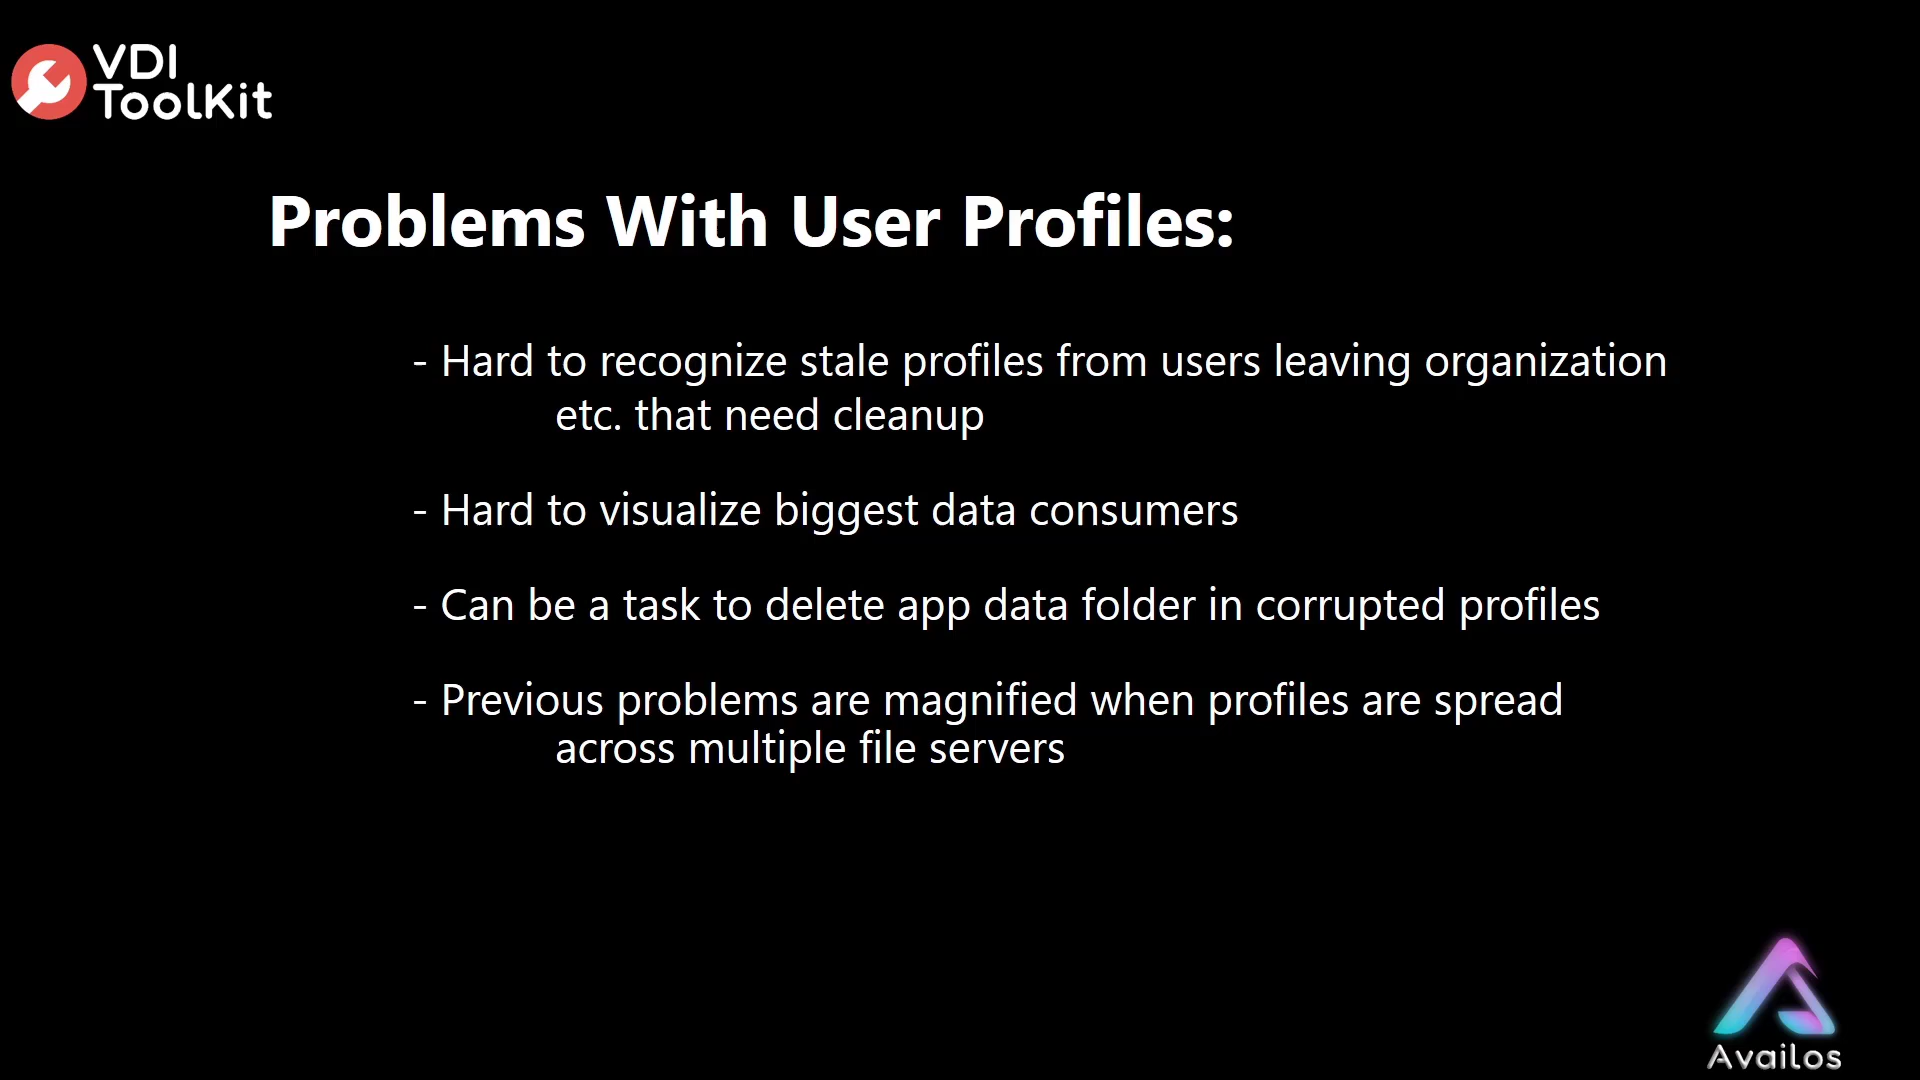 VDI
ToolKit
Problems With User Profiles:
- Hard to recognize stale profiles from users leaving organization
etc. that need cleanup
- Hard to visualize biggest data consumers
- Can be a task to delete app data folder in corrupted profiles
- Previous problems are magnified when profiles are spread
across multiple file servers
Availos